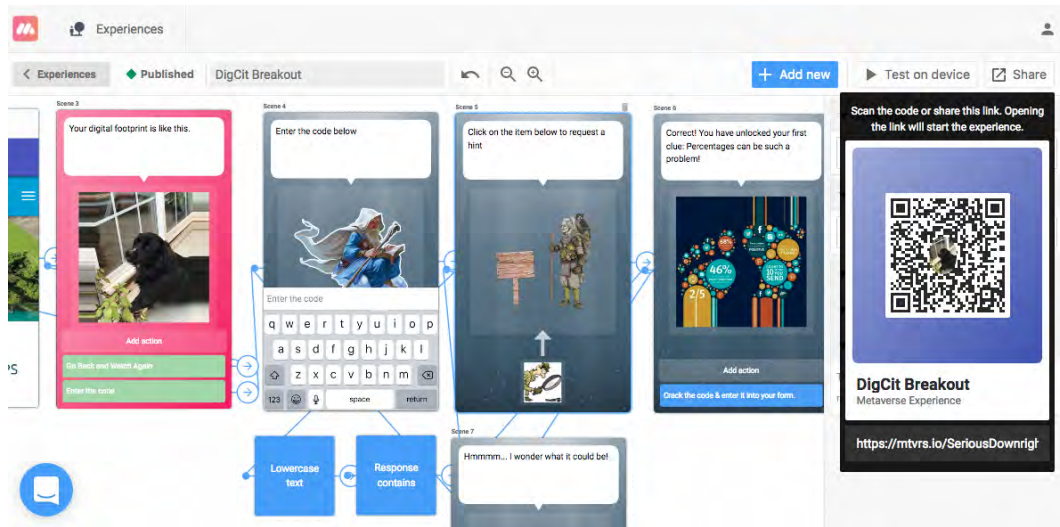 Experiences
Experiences
Published
DigCit Breakout
Add new
Test on device
Share
Scene 3
Your digital footprint is like this.
Add action
Go Back and Watch Again
Enter the code
Scene 4
Enter the code below
Enter the code
q w e r t y u i o p
a s d f g h j k l
z x c v b n m
123
space
return
Lowercase
text
Response
contains
Scene 5
Click on the item below to request a
hint
Scene 6
Correct! You have unlocked your first
clue: Percentages can be such a
problem!
46%
2/5
SEND
Add action
Crack the code & enter it into your form.
Scene 7
Hmmmm... I wonder what it could be!
Scan the code or share this link. Opening
the link will start the experience.
DigCit Breakout
Metaverse Experience
https://mtvrs.io/SeriousDownrigh
PS